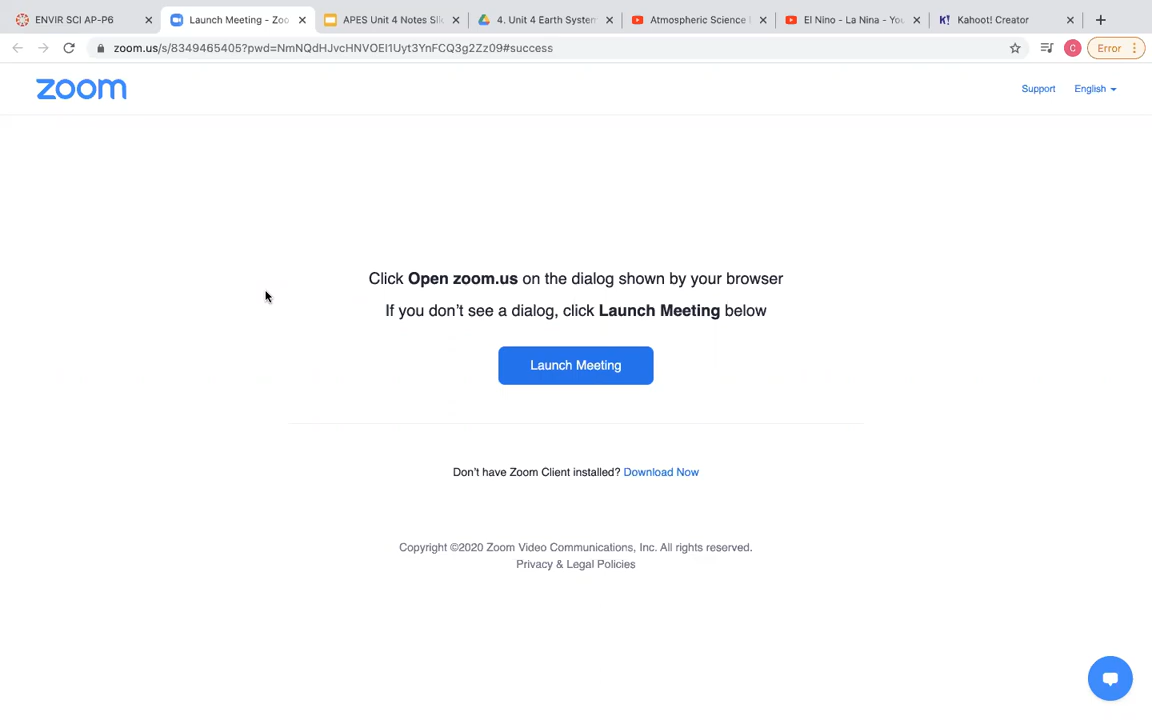 ENVIR SCI AP-P6
Launch Meeting - Zoo
APES Unit 4 Notes Sli
4. Unit 4 Earth System
Atmospheric Science
El Nino - La Nina - You
Kahoot! Creator
zoom.us/s/8349465405?pwd=NmNQdHJvcHNVOEI1Uyt3YnFCQ3g2Zz09#success
C
Error
zoom
Support
English
Click Open zoom.us on the dialog shown by your browser
If you don't see a dialog, click Launch Meeting below
Launch Meeting
Don't have Zoom Client installed? Download Now
Copyright ©2020 Zoom Video Communications, Inc. All rights reserved.
Privacy & Legal Policies